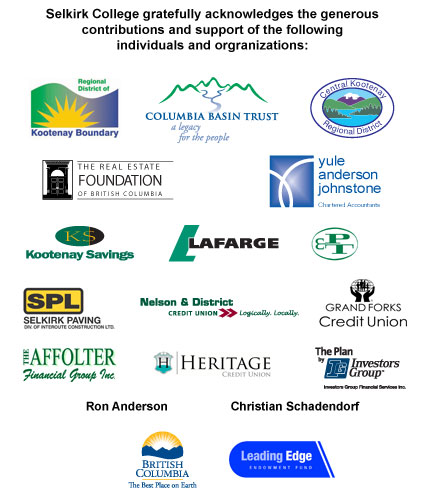 Selkirk College gratefully acknowledges the generous
contributions and support of the following
individuals and orgranizations:
Regional
District of
Kootenay Boundary
COLUMBIA BASIN TRUST
a legacy
for the people
Central Kootenay
Regional District
THE REAL ESTATE
FOUNDATION
OF BRITISH COLUMBIA
yule
anderson
johnstone
Chartered Accountants
KS
Kootenay Savings
LAFARGE
EPT
SPL
SELKIRK PAVING
DIV. OF INTEROUTE CONSTRUCTION LTD.
Nelson & District
CREDIT UNION Logically. Locally.
GRAND FORKS
Credit Union
THE AFFOLTER
Financial Group Inc.
H HERITAGE
CREDIT UNION
The Plan
by IG Investors
Group
Investors Group Financial Services Inc.
Ron Anderson Christian Schadendorf
BRITISH
COLUMBIA
The Best Place on Earth
Leading Edge
ENDOWMENT FUND